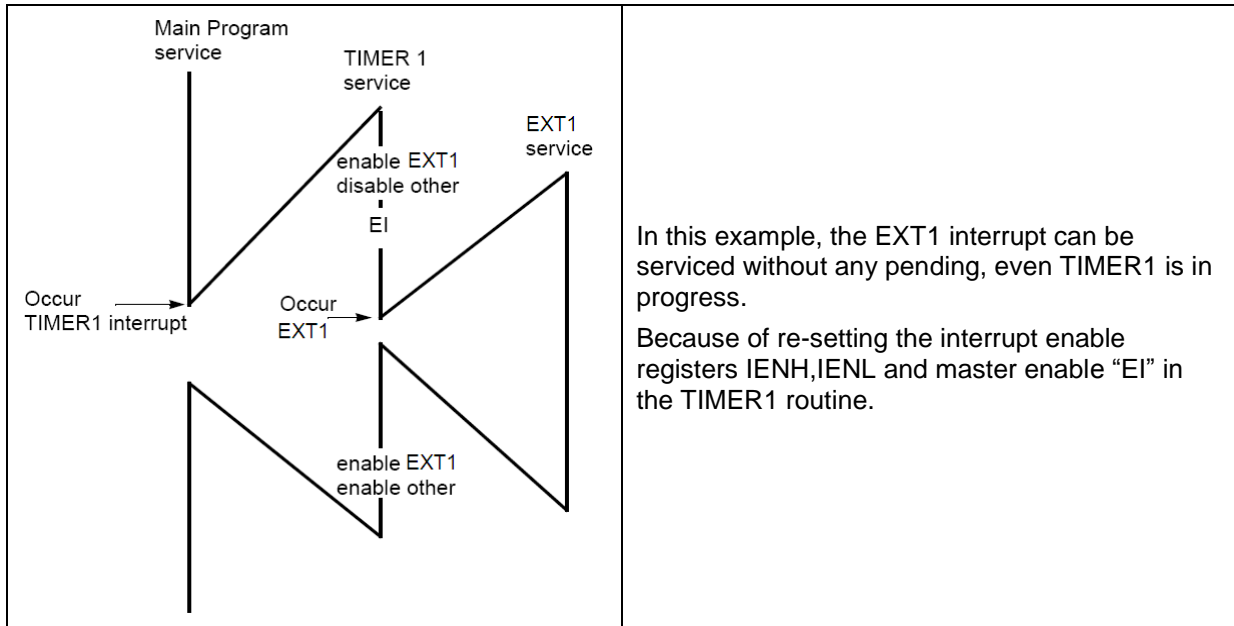 Main Program
service
TIMER 1
service
EXT1
service
enable EXT1
disable other
EI
Occur
TIMER1 interrupt
Occur
EXT1
enable EXT1
enable other
In this example, the EXT1 interrupt can be
serviced without any pending, even TIMER1 is in
progress.
Because of re-setting the interrupt enable
registers IENH,IENL and master enable “EI” in
the TIMER1 routine.